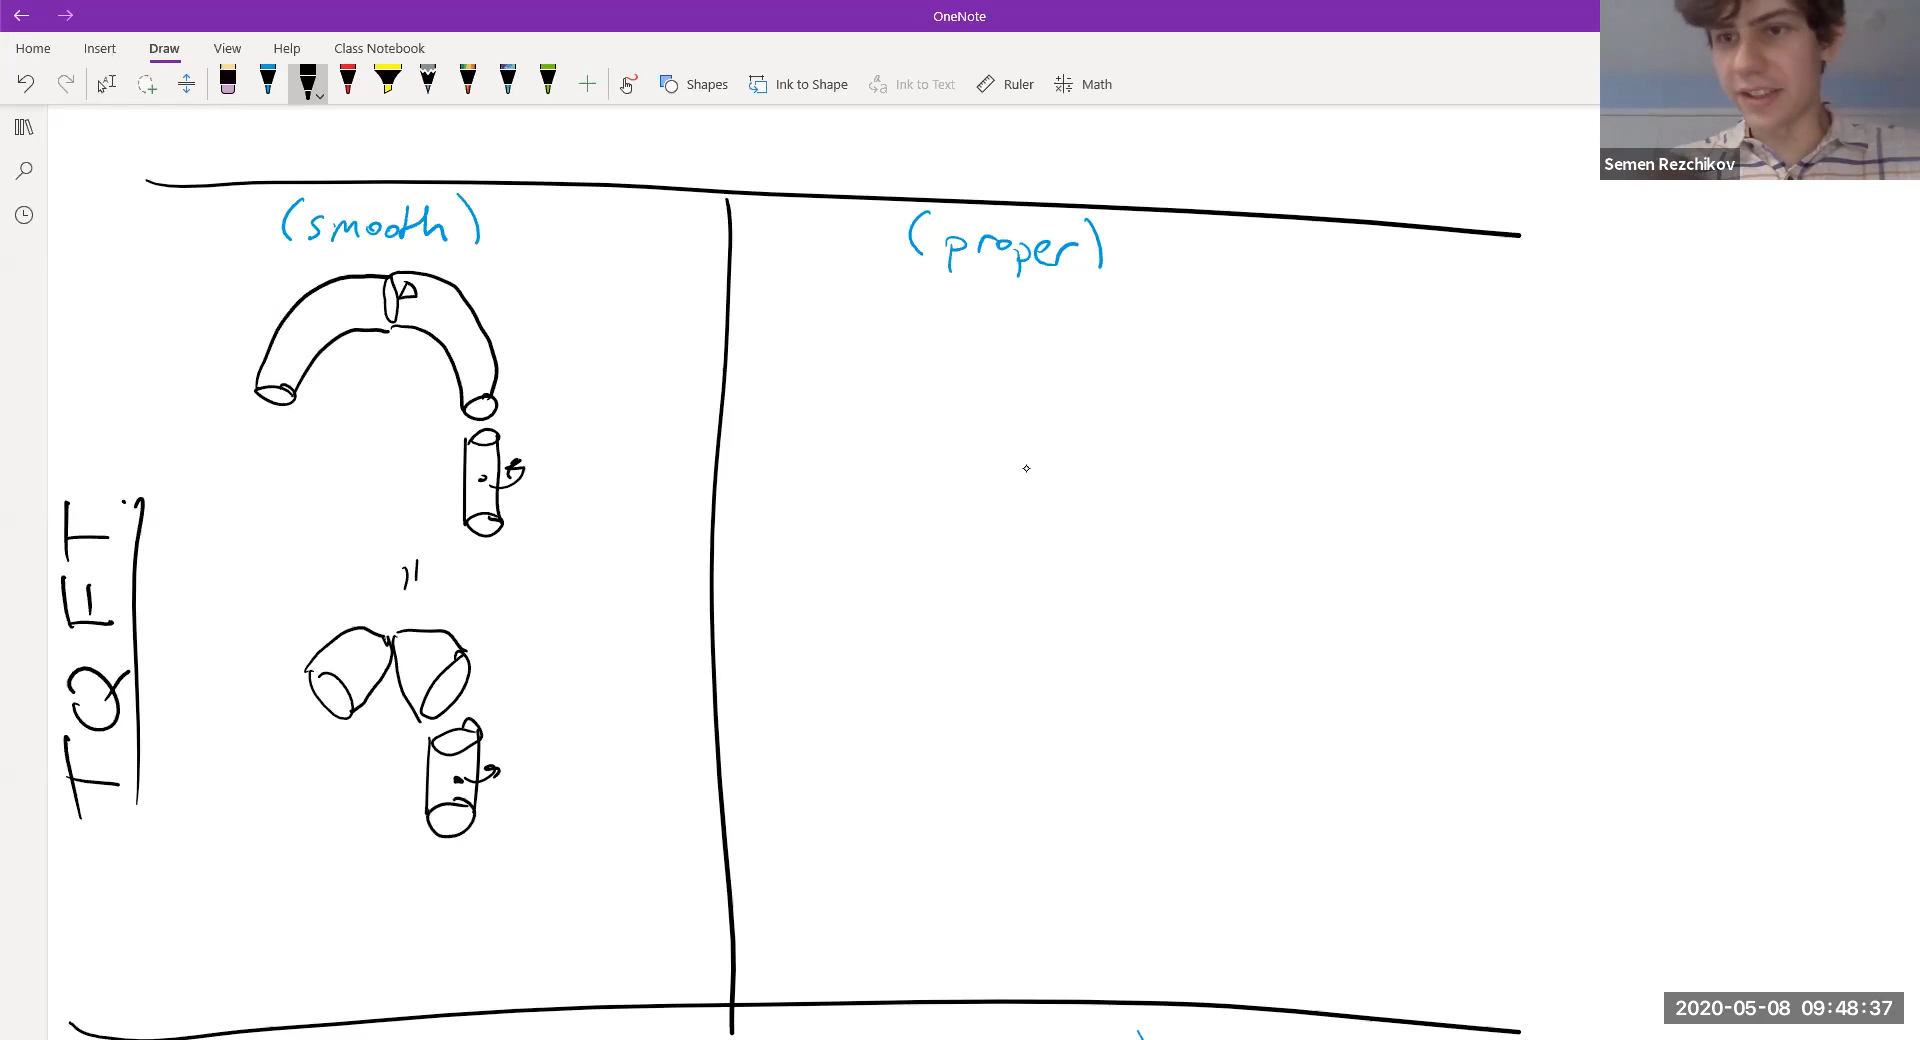 OneNote
Home Insert Draw View Help Class Notebook
Shapes Ink to Shape Ink to Text Ruler Math
Semen Rezchikov
(smooth) (proper)
TQFT
2020-05-08 09:48:37